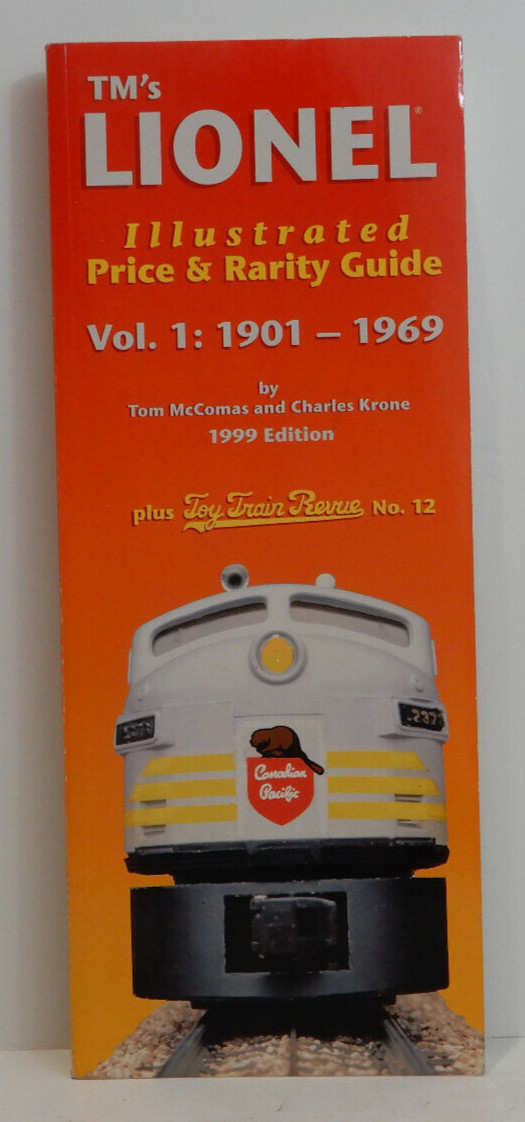 TM's
LIONEL®
Illustrated
Price & Rarity Guide
Vol. 1: 1901 – 1969
by
Tom McComas and Charles Krone
1999 Edition
plus Toy Train Revue No. 12
2373
Canadian
Pacific